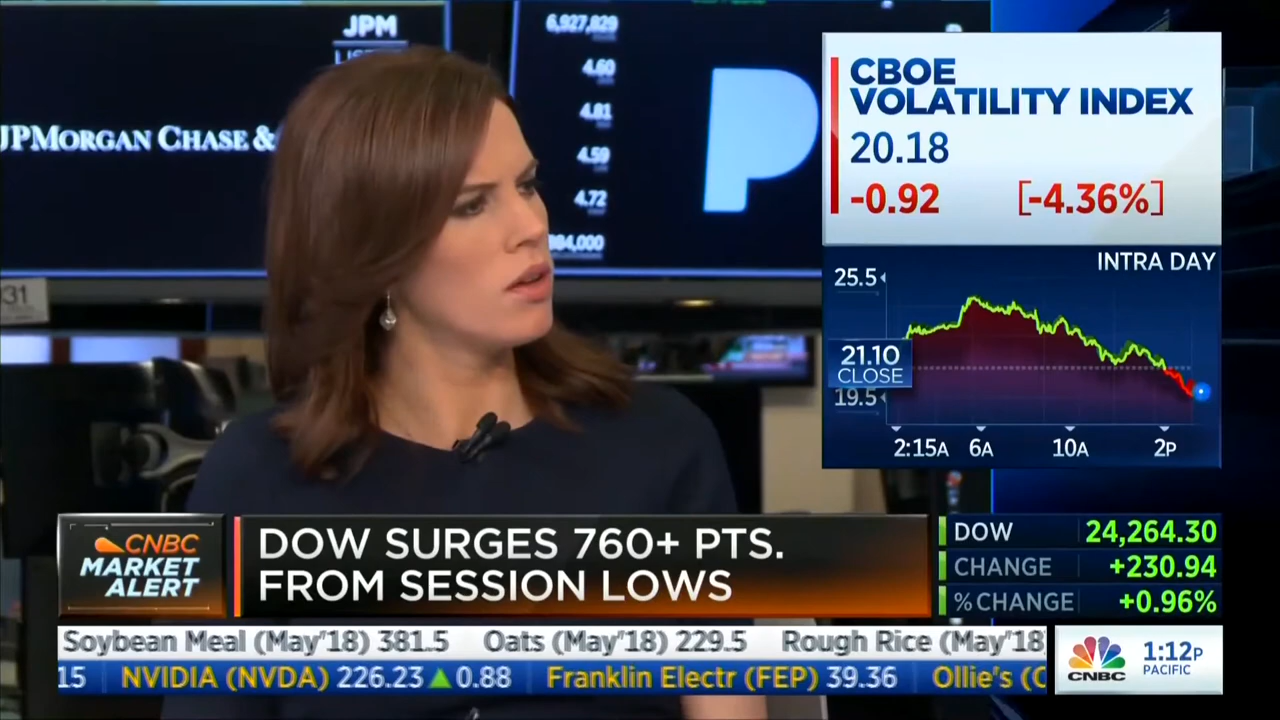 JPM
6,927,829
4.60
JPMORGAN CHASE &
4.81
4.59
4.72
031
CBOE
VOLATILITY INDEX
20.18
-0.92 [-4.36%]
INTRA DAY
25.5
21.10
CLOSE
19.5
2:15A 6A 10A 2P
CNBC
MARKET
ALERT
DOW SURGES 760+ PTS.
FROM SESSION LOWS
DOW 24,264.30
CHANGE +230.94
% CHANGE +0.96%
Soybean Meal (May'18) 381.5 Oats (May'18) 229.5 Rough Rice (May'18)
15 NVIDIA (NVDA) 226.23 ▲ 0.88 Franklin Electr (FEP) 39.36 Ollie's (
CNBC
1:12P
PACIFIC